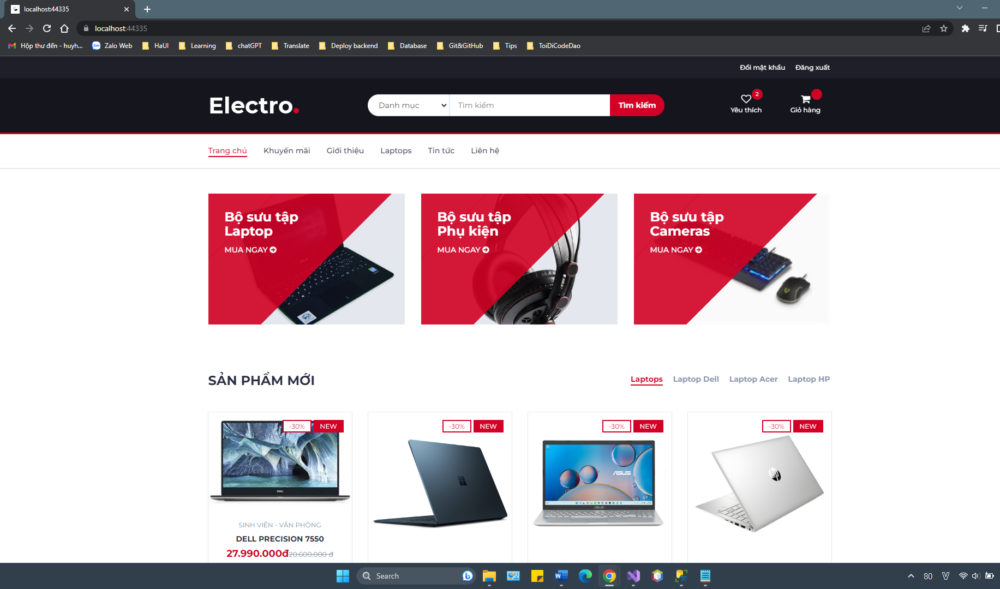 localhost:44335
localhost:44335
Hộp thư đến - huyh... Zalo Web HaUI Learning chatGPT Translate Deploy backend Database Git&GitHub Tips ToiDiCodeDao
Đổi mật khẩu Đăng xuất
Electro.
Danh mục Tìm kiếm Tìm kiếm
2
Yêu thích Giỏ hàng
Trang chủ Khuyến mãi Giới thiệu Laptops Tin tức Liên hệ
Bộ sưu tập
Laptop
MUA NGAY
Bộ sưu tập
Phụ kiện
MUA NGAY
Bộ sưu tập
Cameras
MUA NGAY
SẢN PHẨM MỚI
Laptops Laptop Dell Laptop Acer Laptop HP
-30% NEW
-30% NEW
-30% NEW
-30% NEW
DELL
ASUS
ASUS
hp
SINH VIÊN - VĂN PHÒNG
DELL PRECISION 7550
27.990.000đ 20.600.000 đ
Search
80